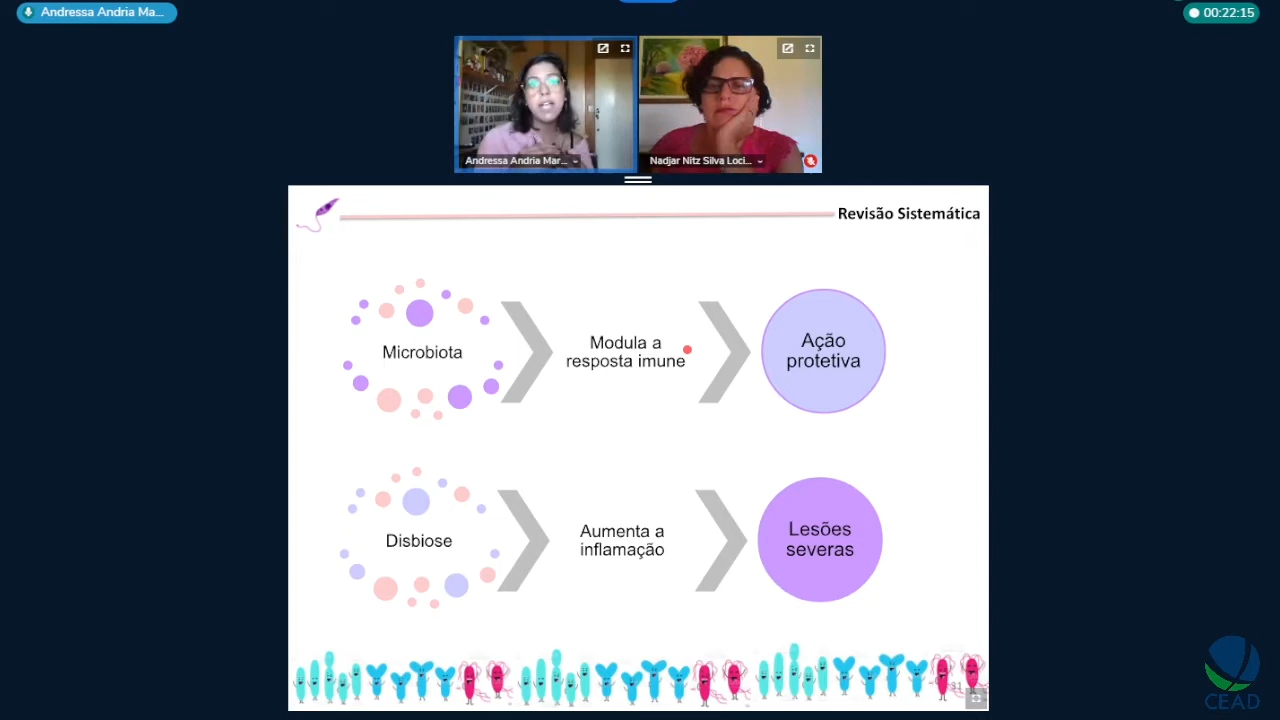 Andressa Andria Ma...
00:22:15
Andressa Andria Mar...
Nadjar Nitz Silva Loci...
Revisão Sistemática
Microbiota
Modula a
resposta imune
Ação
protetiva
Disbiose
Aumenta a
inflamação
Lesões
severas
31
CEAD